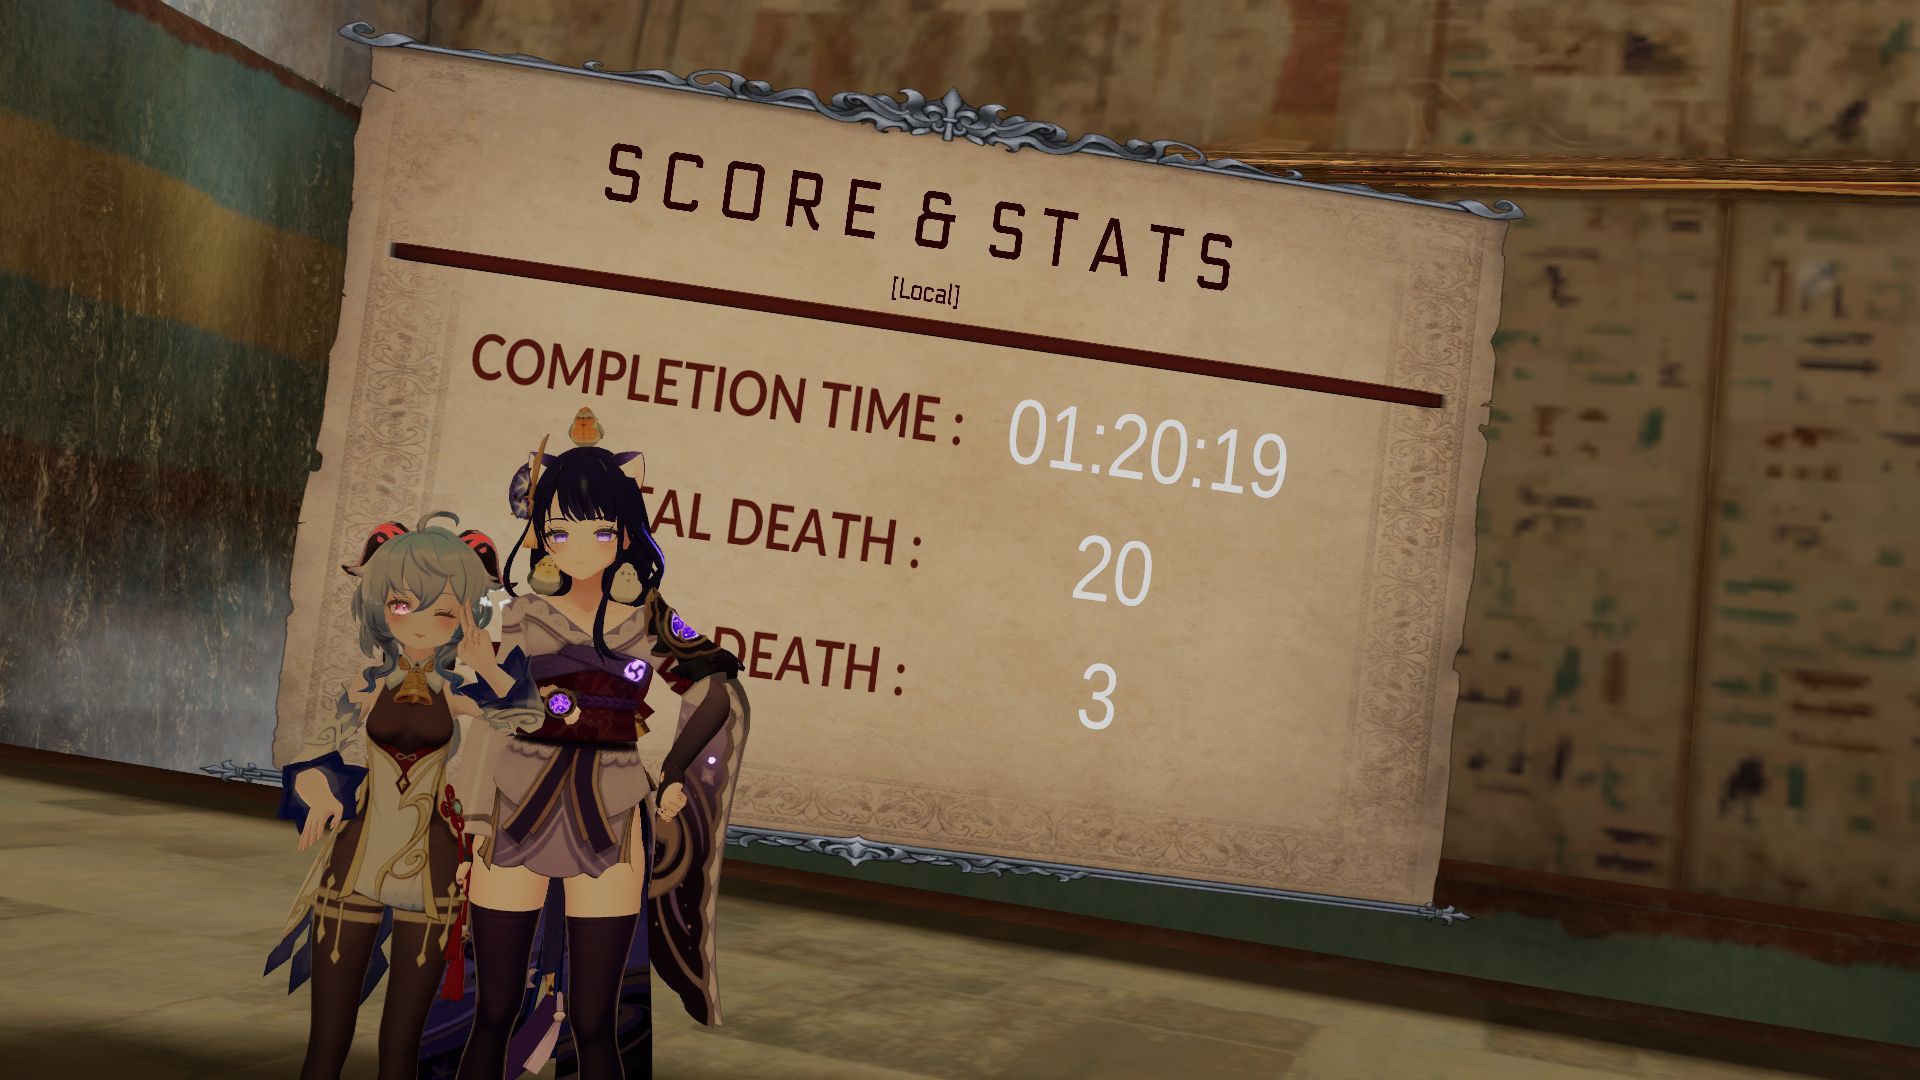 SCORE & STATS
[Local]
COMPLETION TIME : 01:20:19
DEATH : 20
DEATH : 3